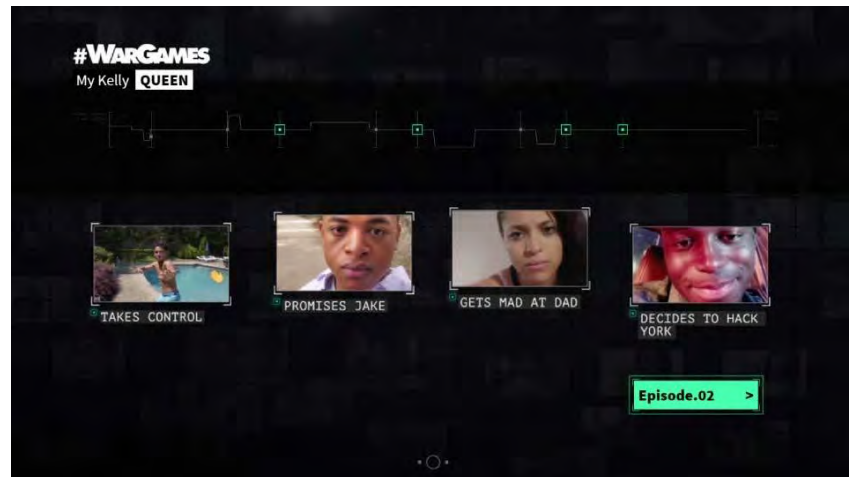 #WARGAMES
My Kelly QUEEN
TAKES CONTROL
PROMISES JAKE
GETS MAD AT DAD
DECIDES TO HACK
YORK
Episode.02 >